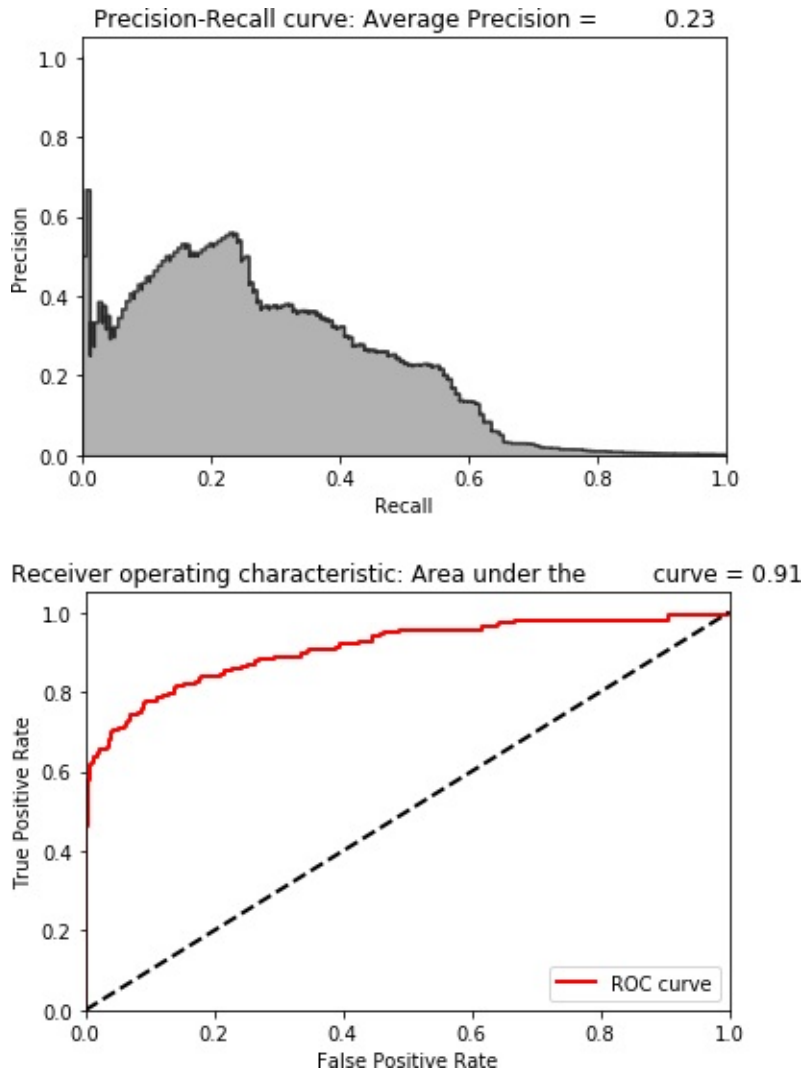 Precision-Recall curve: Average Precision = 0.23
1.0
0.8
0.6
0.4
0.2
0.0
Precision
0.0 0.2 0.4 0.6 0.8 1.0
Recall
Receiver operating characteristic: Area under the curve = 0.91
1.0
0.8
0.6
0.4
0.2
0.0
True Positive Rate
ROC curve
0.0 0.2 0.4 0.6 0.8 1.0
False Positive Rate